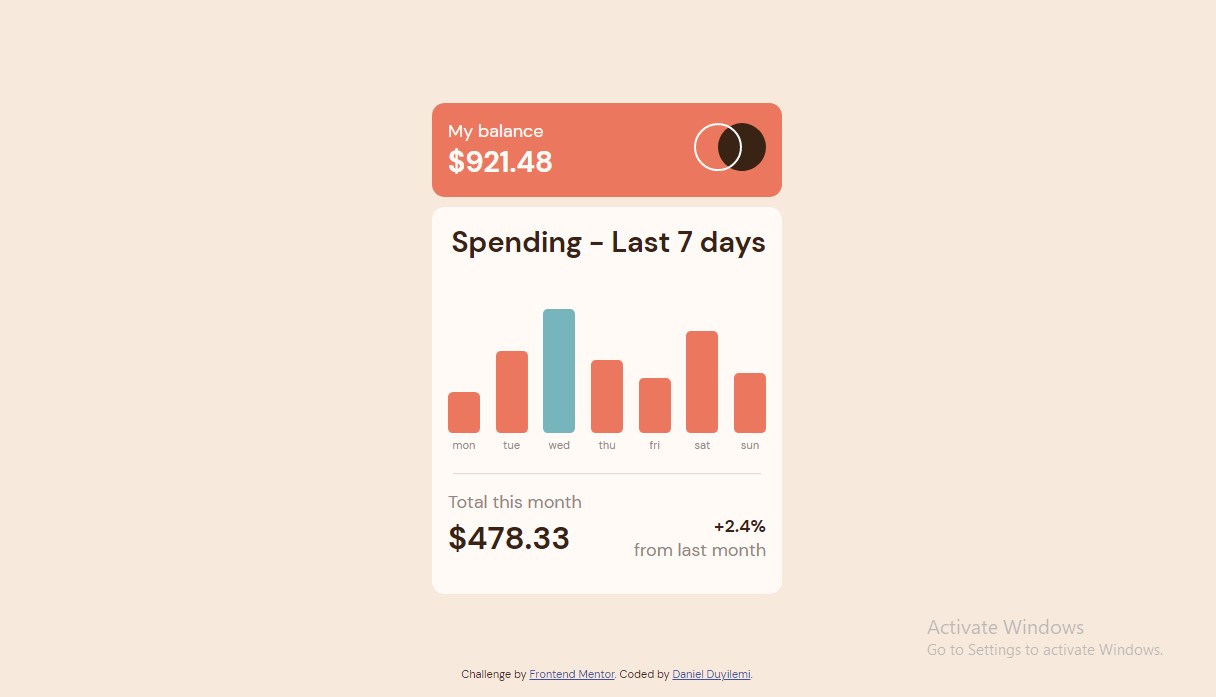 My balance
$921.48
Spending - Last 7 days
mon tue wed thu fri sat sun
Total this month
$478.33
+2.4%
from last month
Activate Windows
Go to Settings to activate Windows.
Challenge by Frontend Mentor. Coded by Daniel Duyilemi.